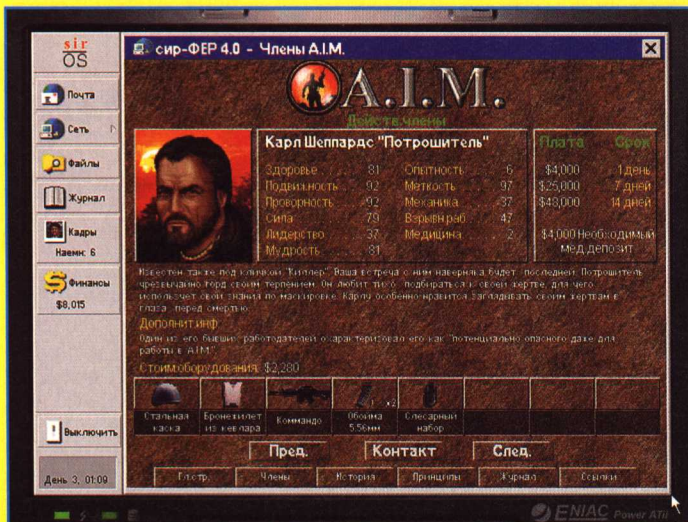 sir
OS
Почта
Сеть
Файлы
Журнал
Кадры
Наемн: 6
Финансы
$8,015
Выключить
День 3, 01:09
сир-ФЕР 4.0 - Члены A.I.M.
A.I.M.
Действ.члены
Карл Шеппардс "Потрошитель"
Здоровье 81 Опытность 6
Подвижность 92 Меткость 97
Проворность 92 Механика 37
Сила 79 Взрывн.раб. 47
Лидерство 37 Медицина 2
Мудрость 81
Плата Срок
$4,000 1 день
$25,000 7 дней
$48,000 14 дней
$4,000 Необходимый
мед.депозит
Известен также под кличкой "Киллер". Ваша встреча с ним наверняка будет последней. Потрошитель
чрезвычайно горд своим терпением. Он любит тихо подбираться к своей жертве, для чего
использует свои знания по маскировке. Карлу особенно нравится заглядывать своим жертвам в
глаза перед смертью.
Дополнит.инф.
Один из его бывших работодателей охарактеризовал его как "потенциально опасного даже для
работы в A.I.M."
Стоим.оборудования: $2,280
x2
Стальная каска
Бронежилет из кевлара
Коммандо
Обойма 5.56мм
Слесарный набор
Пред. Контакт След.
Гл.стр. Члены История Принципы Журнал Ссылки
ENIAC Power ATii